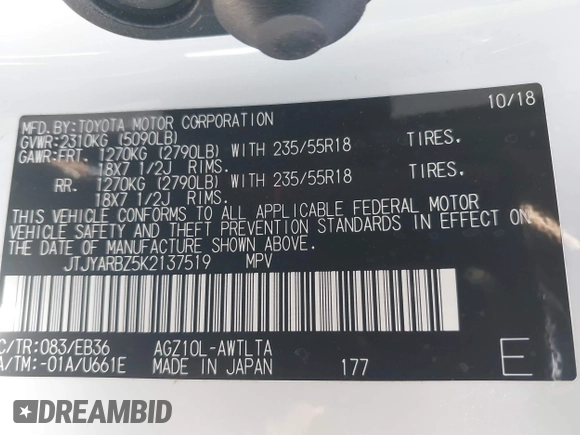 MFD.BY:TOYOTA MOTOR CORPORATION 10/18
GVWR:2310KG (5090LB)
GAWR:FRT. 1270KG (2790LB) WITH 235/55R18 TIRES.
18X7 1/2J RIMS.
RR. 1270KG (2790LB) WITH 235/55R18 TIRES.
18X7 1/2J RIMS.
THIS VEHICLE CONFORMS TO ALL APPLICABLE FEDERAL MOTOR
VEHICLE SAFETY AND THEFT PREVENTION STANDARDS IN EFFECT ON
THE DATE OF MANUFACTURE SHOWN ABOVE.
JTJYARBZ5K2137519 MPV
C/TR:083/EB36 AGZ10L-AWTLTA
A/TM:-01A/U661E MADE IN JAPAN 177 E
DREAMBID